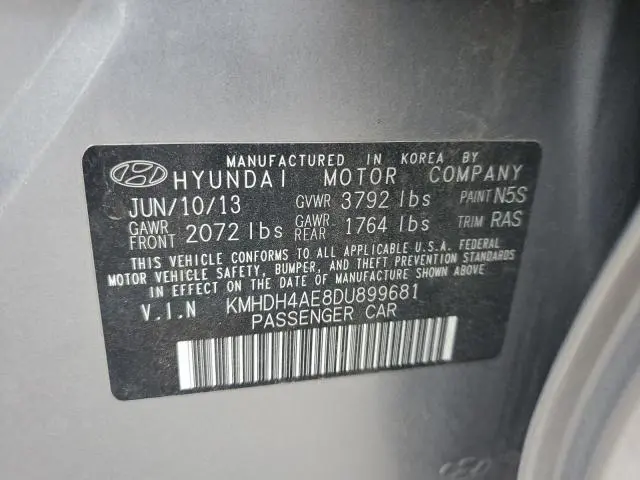 MANUFACTURED IN KOREA BY
HYUNDAI MOTOR COMPANY
JUN/10/13 GVWR 3792 lbs PAINT N5S
GAWR FRONT 2072 lbs GAWR REAR 1764 lbs TRIM RAS
THIS VEHICLE CONFORMS TO ALL APPLICABLE U.S.A. FEDERAL
MOTOR VEHICLE SAFETY, BUMPER, AND THEFT PREVENTION STANDARDS
IN EFFECT ON THE DATE OF MANUFACTURE SHOWN ABOVE
V.I.N KMHDH4AE8DU899681
PASSENGER CAR